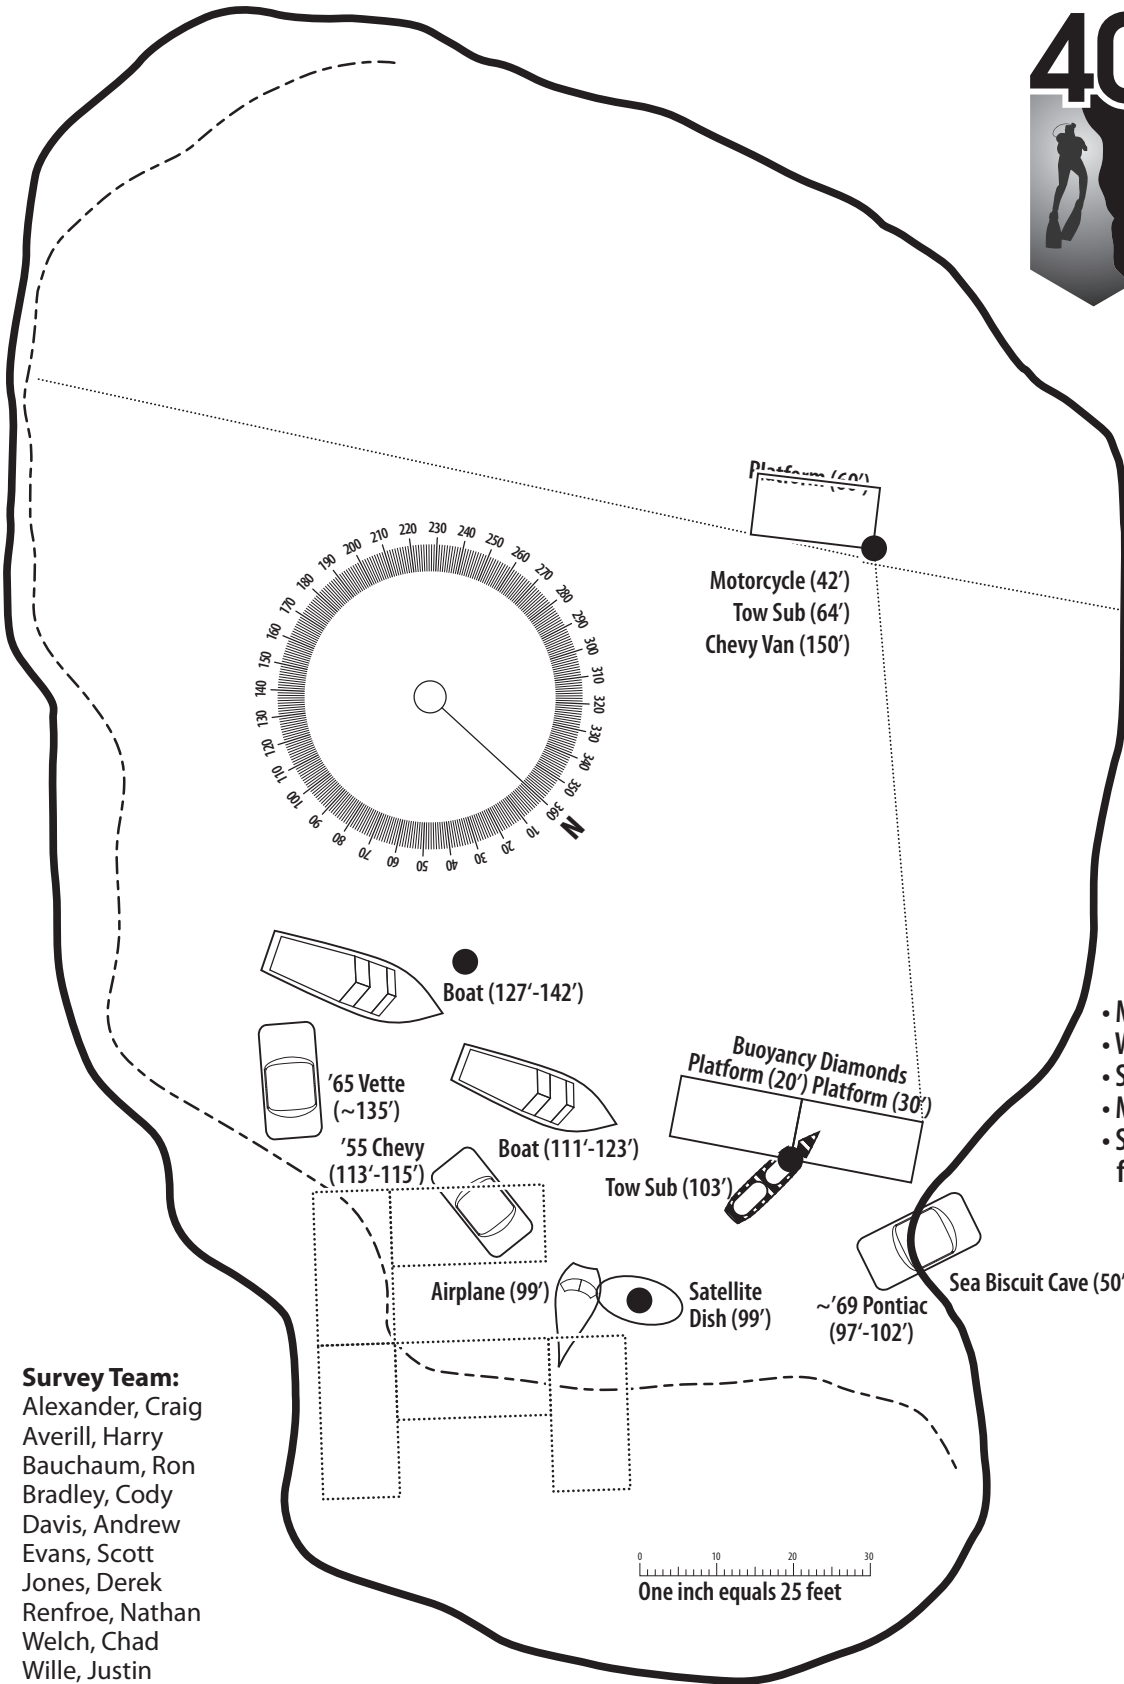 40
Platform (60')
Motorcycle (42')
Tow Sub (64')
Chevy Van (150')
230
240
250
260
270
280
290
300
310
320
330
340
350
360
N
10
20
30
40
50
60
70
80
90
100
110
120
130
140
150
160
170
180
190
200
210
220
Boat (127'-142')
'65 Vette
(~135')
'55 Chevy
(113'-115')
Boat (111'-123')
Buoyancy Diamonds
Platform (20') Platform (30')
Tow Sub (103')
Airplane (99')
Satellite
Dish (99')
~'69 Pontiac
(97'-102')
Sea Biscuit Cave (50'
Survey Team:
Alexander, Craig
Averill, Harry
Bauchaum, Ron
Bradley, Cody
Davis, Andrew
Evans, Scott
Jones, Derek
Renfroe, Nathan
Welch, Chad
Wille, Justin
0 10 20 30
One inch equals 25 feet